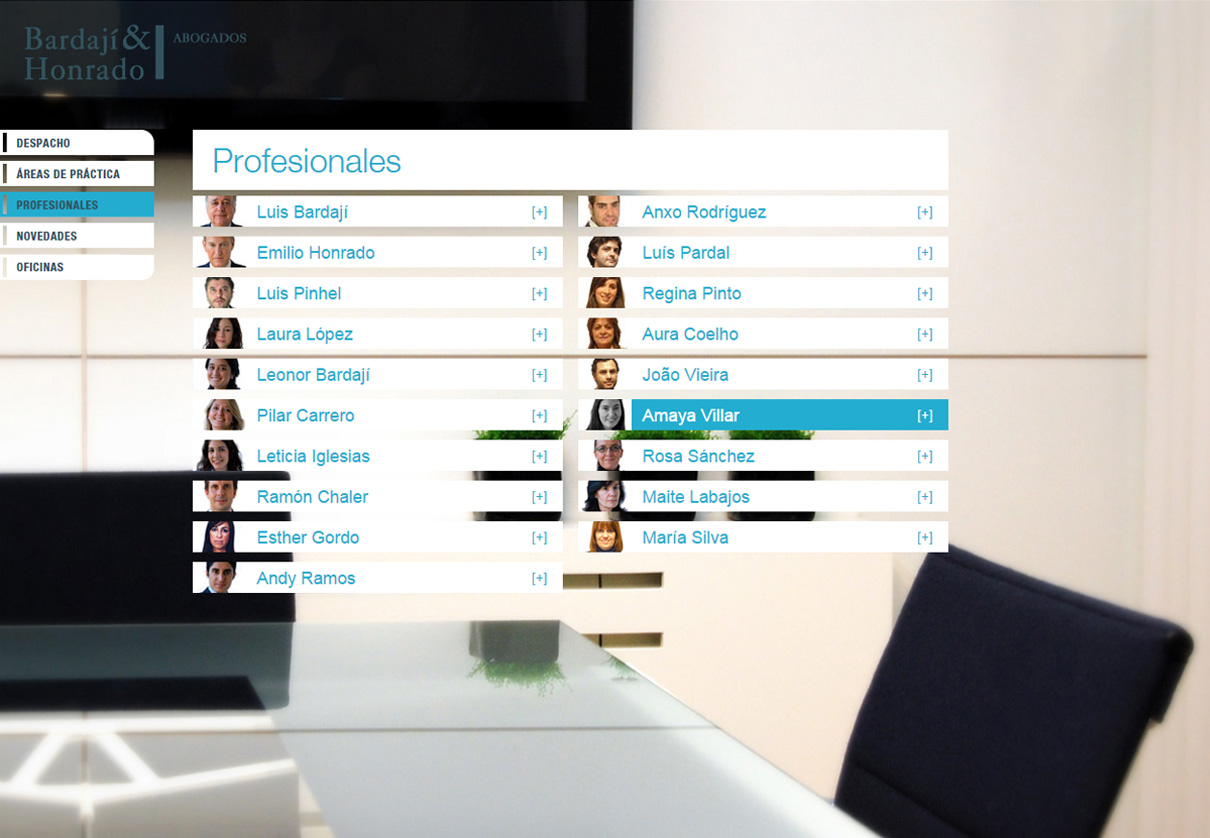 Bardají &
Honrado
ABOGADOS
DESPACHO
ÁREAS DE PRÁCTICA
PROFESIONALES
NOVEDADES
OFICINAS
Profesionales
Luis Bardají [+]
Emilio Honrado [+]
Luis Pinhel [+]
Laura López [+]
Leonor Bardají [+]
Pilar Carrero [+]
Leticia Iglesias [+]
Ramón Chaler [+]
Esther Gordo [+]
Andy Ramos [+]
Anxo Rodríguez [+]
Luís Pardal [+]
Regina Pinto [+]
Aura Coelho [+]
João Vieira [+]
Amaya Villar [+]
Rosa Sánchez [+]
Maite Labajos [+]
María Silva [+]